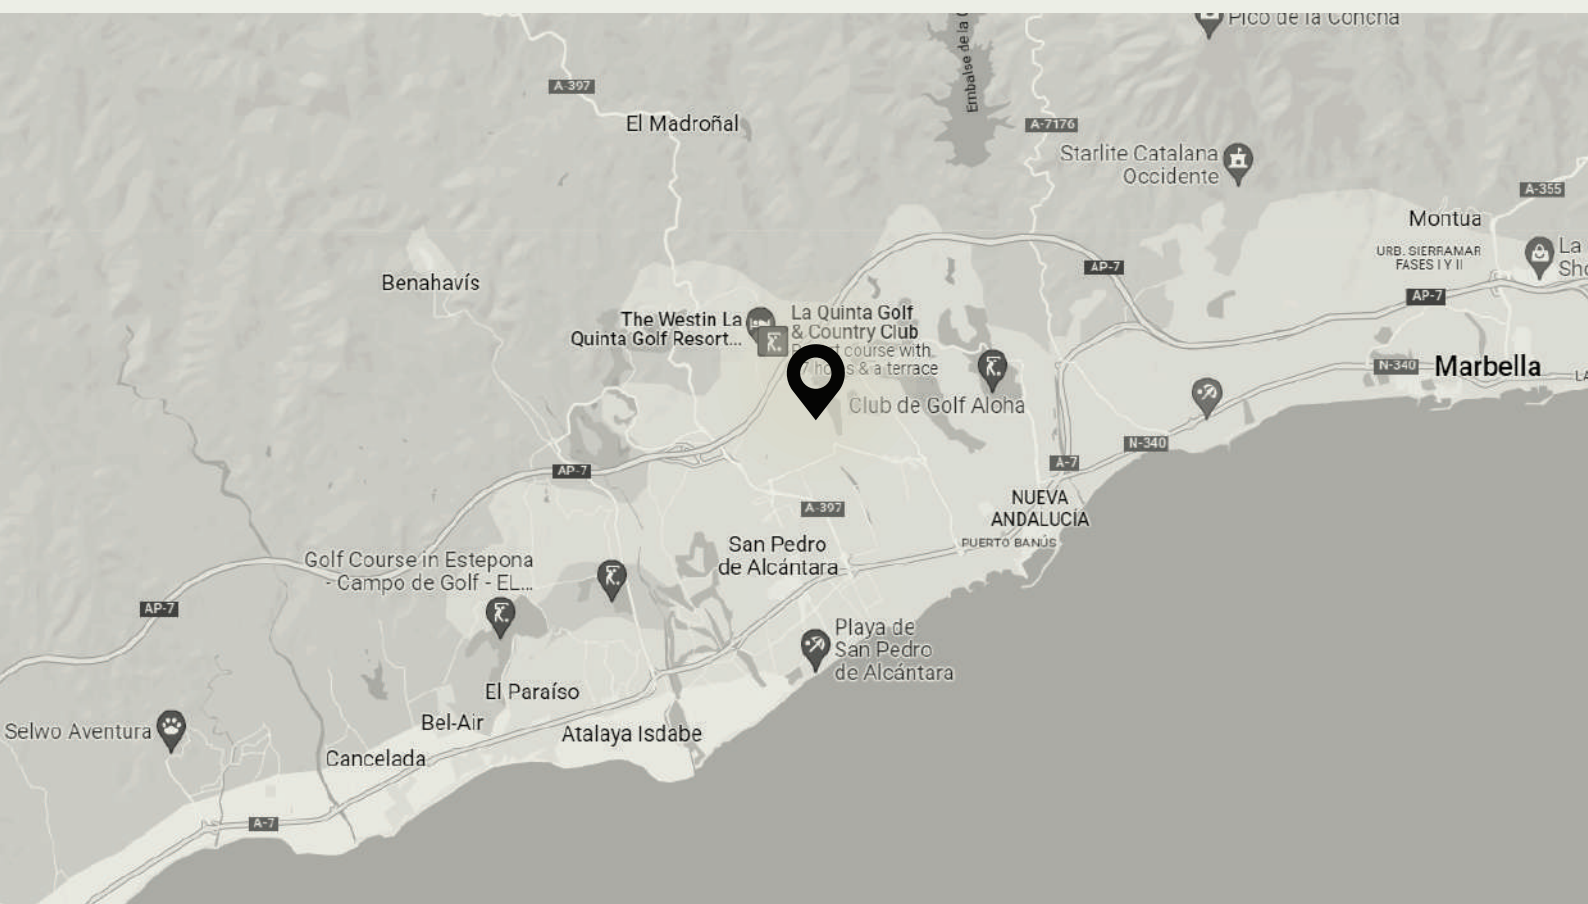 Pico de la Concha
Embalse de la
A-397
El Madroñal
A-7176
Starlite Catalana
Occidente
A-355
Montua
URB. SIERRAMAR
FASES I Y II
La
AP-7
Benahavís
AP-7
The Westin La
Quinta Golf Resort...
La Quinta Golf
& Country Club
course with
& a terrace
N-340
Marbella
Club de Golf Aloha
N-340
A-7
AP-7
NUEVA
ANDALUCÍA
A-397
PUERTO BANÚS
San Pedro
de Alcántara
Golf Course in Estepona
- Campo de Golf - EL...
AP-7
Playa de
San Pedro
de Alcántara
El Paraíso
Bel-Air
Selwo Aventura
Atalaya Isdabe
Cancelada
A-7